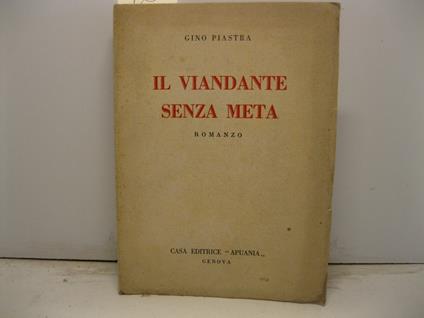 GINO PIASTRA
IL VIANDANTE
SENZA META
ROMANZO
CASA EDITRICE "APUANIA„
GENOVA